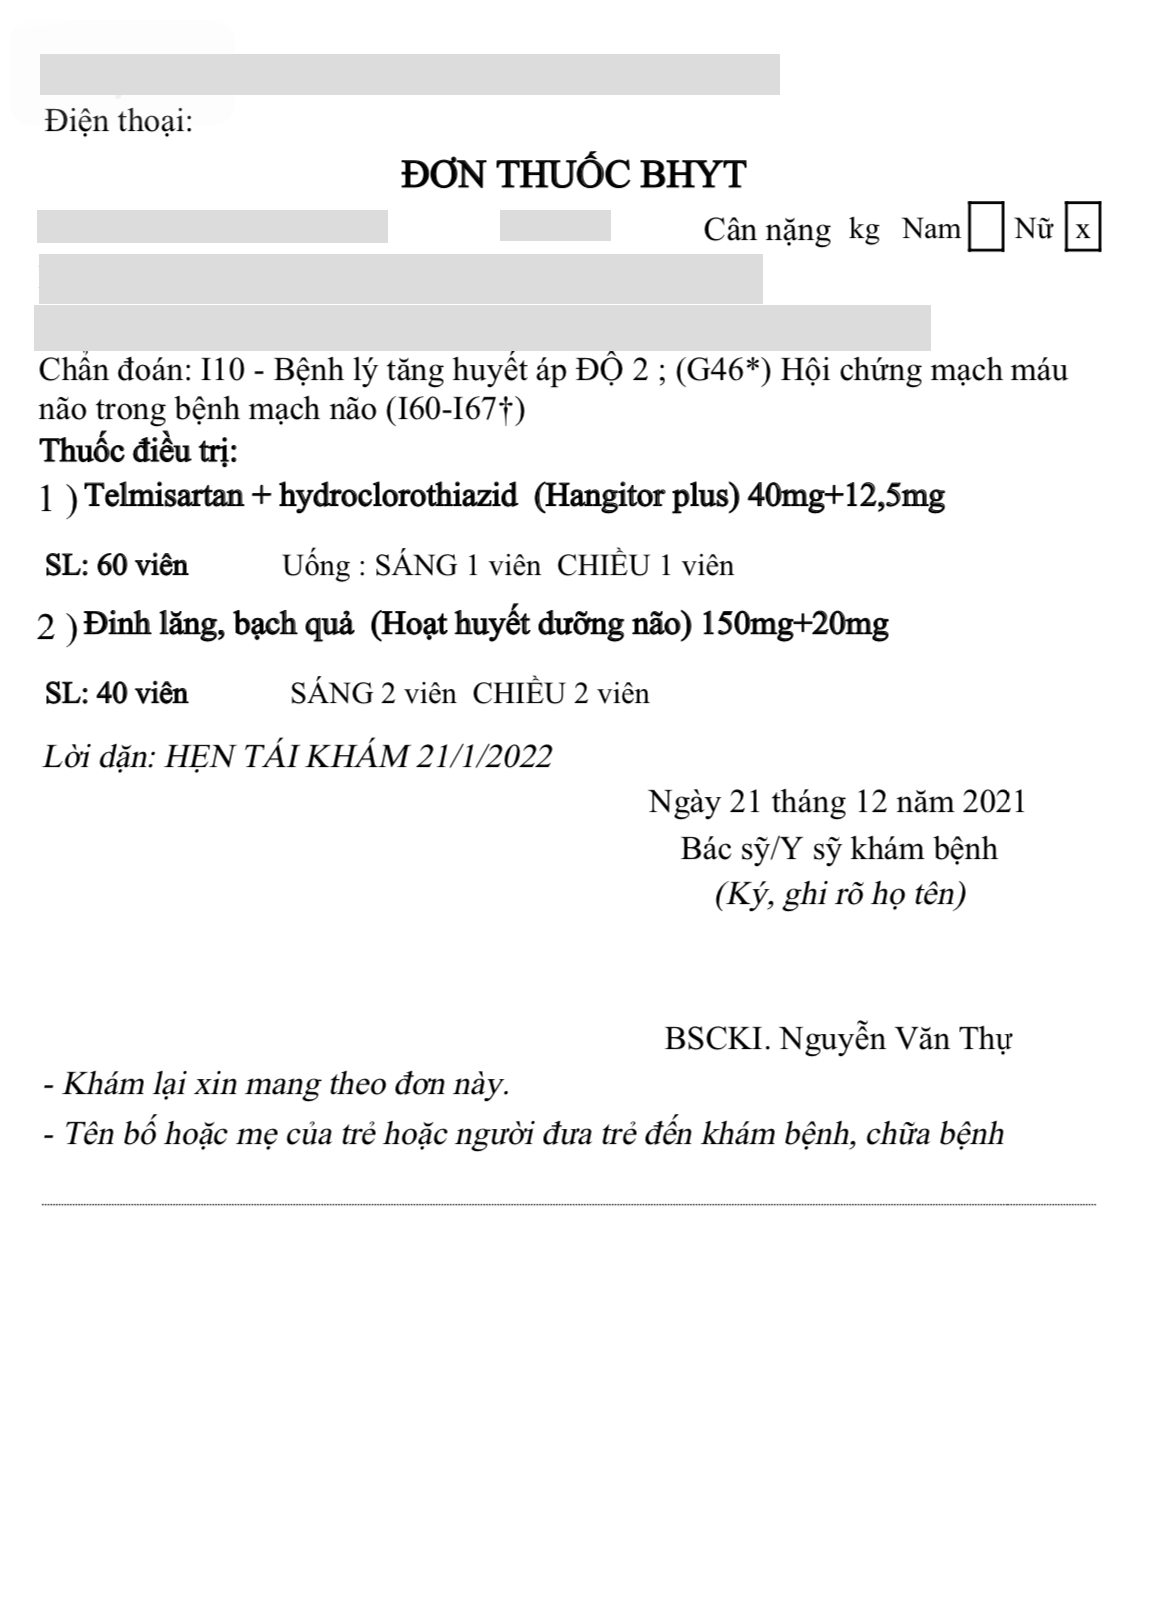 Điện thoại:
ĐƠN THUỐC BHYT
Cân nặng kg Nam Nữ x
Chẩn đoán: I10 - Bệnh lý tăng huyết áp ĐỘ 2 ; (G46*) Hội chứng mạch máu
não trong bệnh mạch não (I60-I67†)
Thuốc điều trị:
1 ) Telmisartan + hydroclorothiazid (Hangitor plus) 40mg+12,5mg
SL: 60 viên Uống : SÁNG 1 viên CHIỀU 1 viên
2 ) Đinh lăng, bạch quả (Hoạt huyết dưỡng não) 150mg+20mg
SL: 40 viên SÁNG 2 viên CHIỀU 2 viên
Lời dặn: HẸN TÁI KHÁM 21/1/2022
Ngày 21 tháng 12 năm 2021
Bác sỹ/Y sỹ khám bệnh
(Ký, ghi rõ họ tên)
BSCKI. Nguyễn Văn Thự
- Khám lại xin mang theo đơn này.
- Tên bố hoặc mẹ của trẻ hoặc người đưa trẻ đến khám bệnh, chữa bệnh